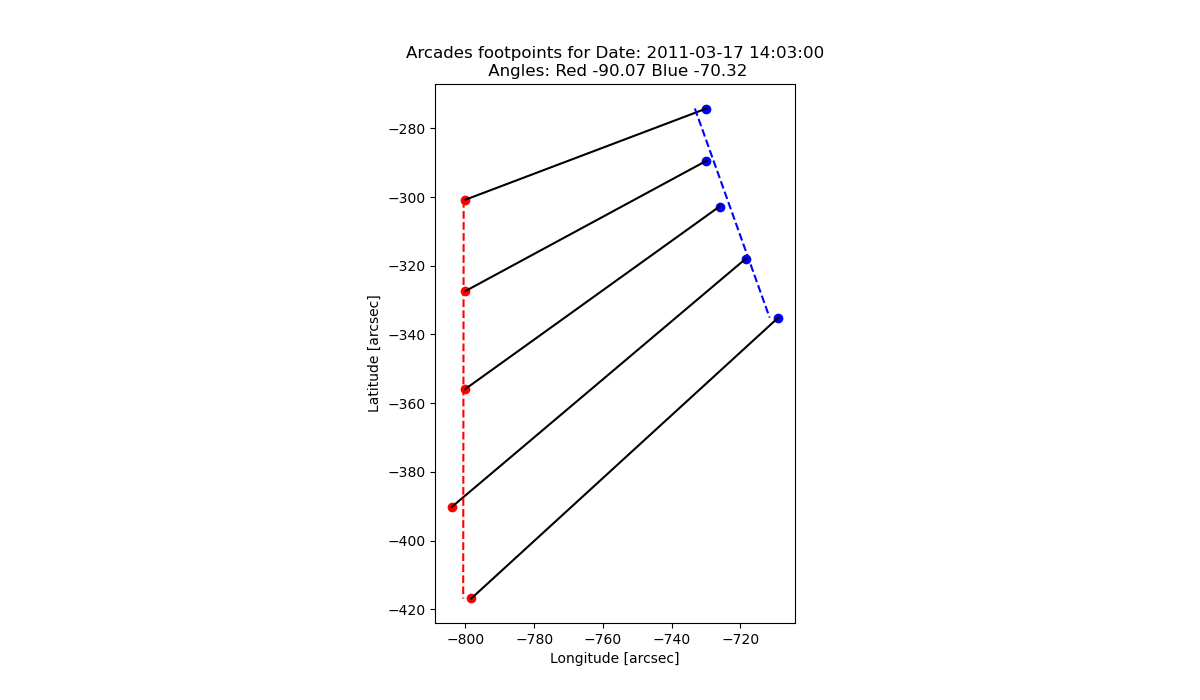 Arcades footpoints for Date: 2011-03-17 14:03:00
Angles: Red -90.07 Blue -70.32
−280
−300
−320
−340
−360
−380
−400
−420
Latitude [arcsec]
−800 −780 −760 −740 −720
Longitude [arcsec]